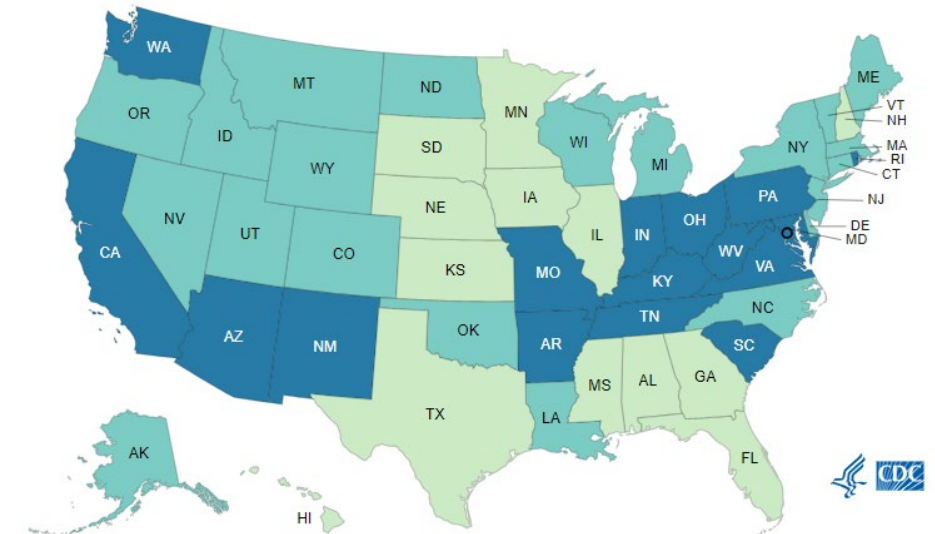 WA
MT
ND
MN
ME
OR
ID
SD
WI
MI
NY
VT
NH
MA
RI
CT
WY
NE
IA
PA
NJ
NV
UT
CO
IL
IN
OH
DE
MD
CA
KS
MO
KY
WV
VA
AZ
NM
OK
AR
TN
NC
SC
TX
LA
MS
AL
GA
FL
AK
HI
CDC